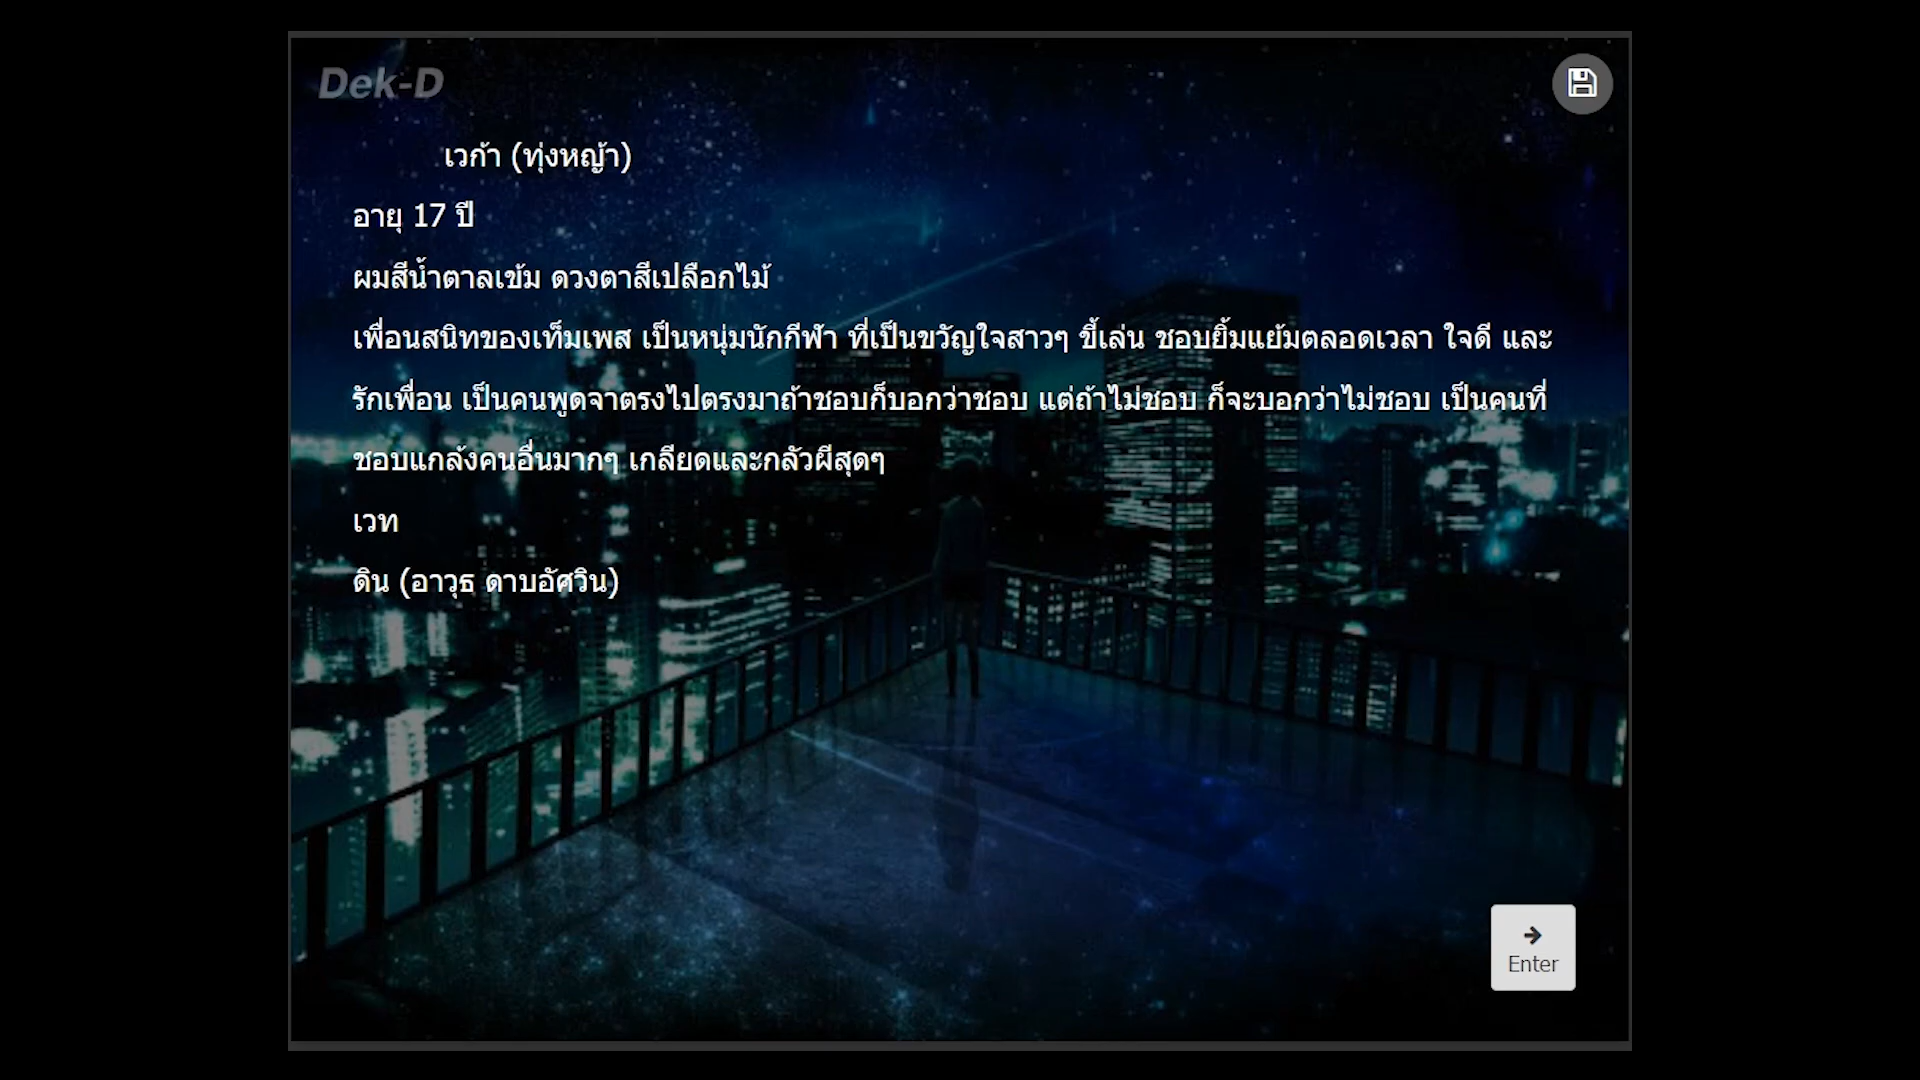 Dek-D
เวก้า (ทุ่งหญ้า)
อายุ 17 ปี
ผมสีน้ำตาลเข้ม ดวงตาสีเปลือกไม้
เพื่อนสนิทของเท็มเพส เป็นหนุ่มนักกีฬา ที่เป็นขวัญใจสาวๆ ขี้เล่น ชอบยิ้มแย้มตลอดเวลา ใจดี และ
รักเพื่อน เป็นคนพูดจาตรงไปตรงมาถ้าชอบก็บอกว่าชอบ แต่ถ้าไม่ชอบ ก็จะบอกว่าไม่ชอบ เป็นคนที่
ชอบแกล้งคนอื่นมากๆ เกลียดและกลัวผีสุดๆ
เวท
ดิน (อาวุธ ดาบอัศวิน)
Enter